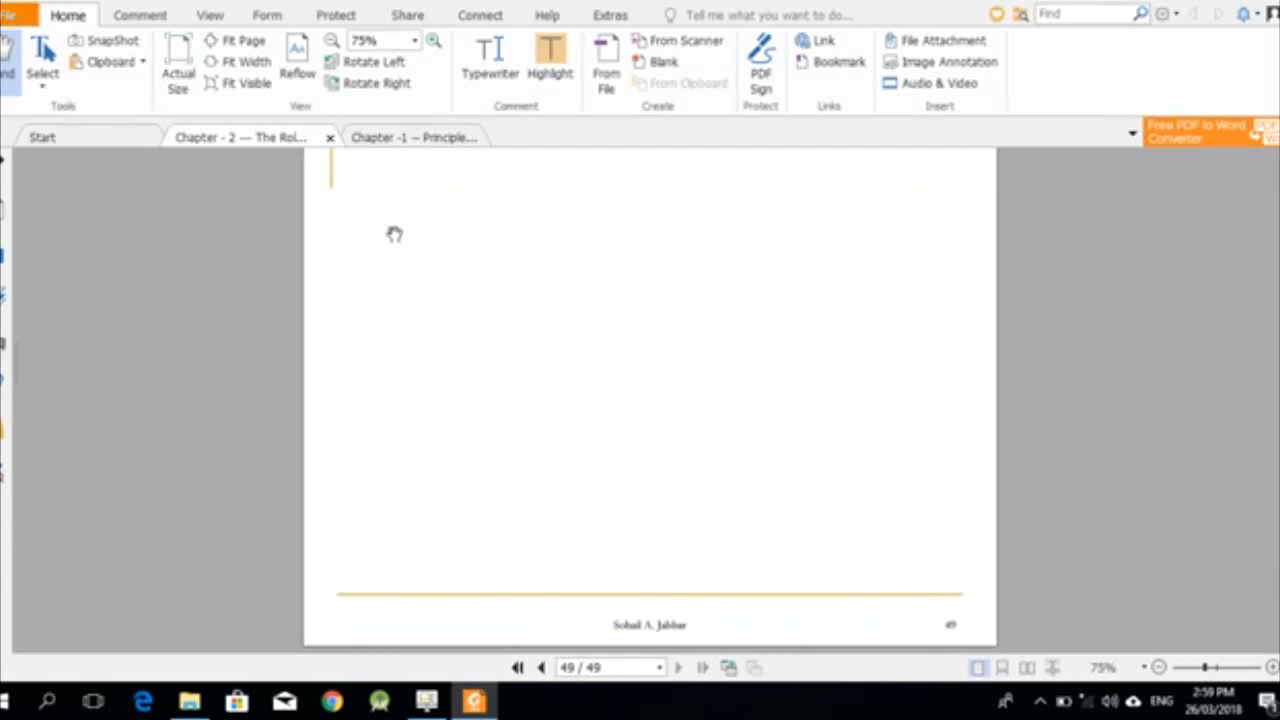 File Home Comment View Form Protect Share Connect Help Extras Tell me what you want to do... Find
SnapShot
Clipboard
Select
Tools
Actual Size
Fit Page
Fit Width
Fit Visible
Reflow
75%
Rotate Left
Rotate Right
View
Typewriter
Highlight
Comment
From File
From Scanner
Blank
From Clipboard
Create
PDF Sign
Protect
Link
Bookmark
Links
File Attachment
Image Annotation
Audio & Video
Insert
Start
Chapter - 2 --- The Rol...
Chapter -1 -- Principle...
Free PDF to Word
Converter
Sohail A. Jabbar 49
49 / 49
75%
ENG
2:59 PM
26/03/2018